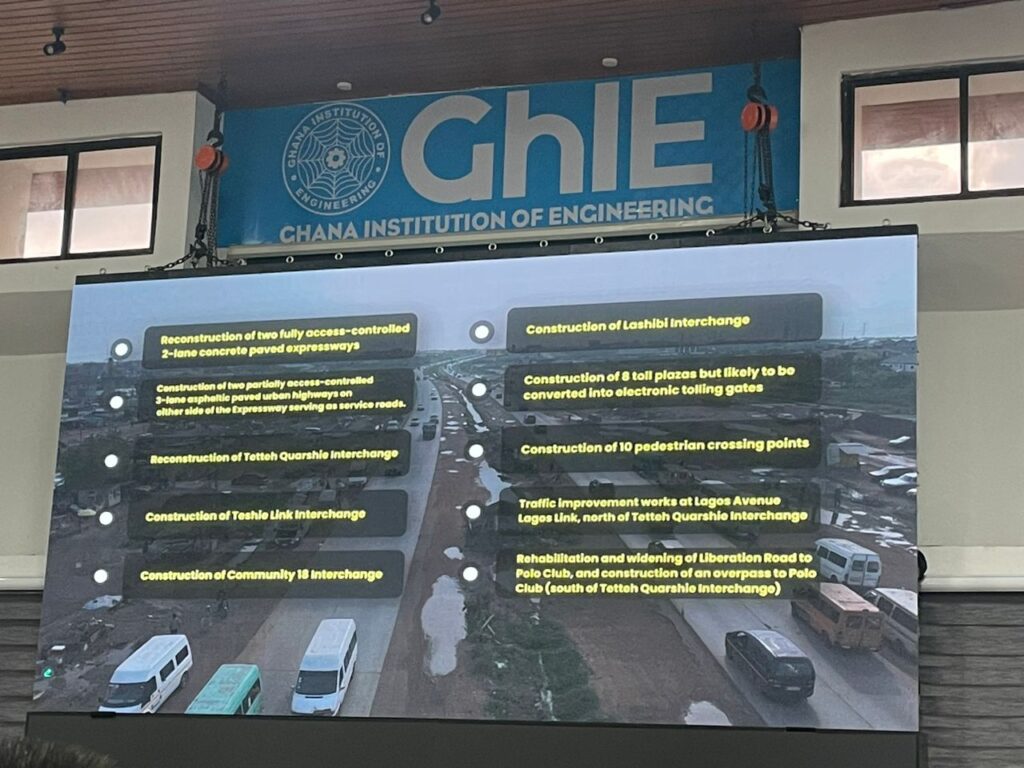 GHANA INSTITUTION OF ENGINEERING
GhIE
GHANA INSTITUTION OF ENGINEERING
Reconstruction of two fully access-controlled
2-lane concrete paved expressways
Construction of two partially access-controlled
3-lane asphaltic paved urban highways on
either side of the Expressway serving as service roads.
Reconstruction of Tetteh Quarshie Interchange
Construction of Teshie Link Interchange
Construction of Community 18 Interchange
Construction of Lashibi Interchange
Construction of 8 toll plazas but likely to be
converted into electronic tolling gates
Construction of 10 pedestrian crossing points
Traffic improvement works at Lagos Avenue
Lagos Link, north of Tetteh Quarshie Interchange
Rehabilitation and widening of Liberation Road to
Polo Club, and construction of an overpass to Polo
Club (south of Tetteh Quarshie Interchange)